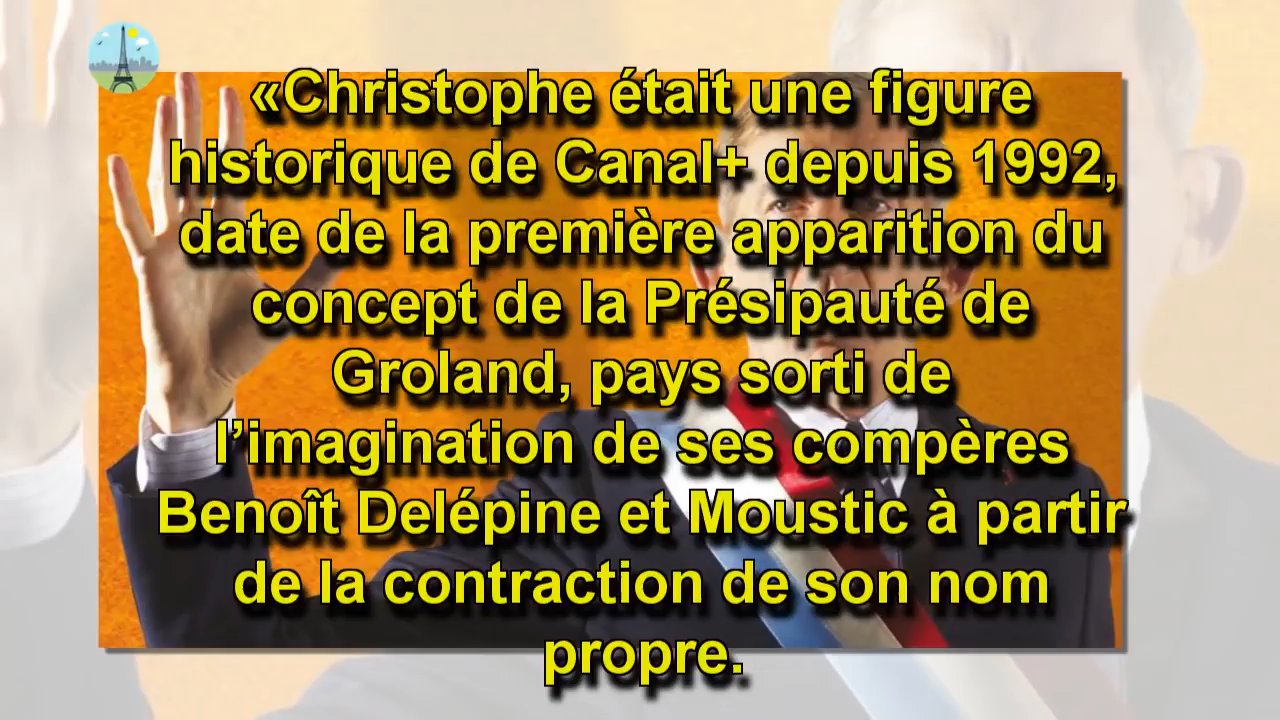 «Christophe était une figure
historique de Canal+ depuis 1992,
date de la première apparition du
concept de la Présipauté de
Groland, pays sorti de
l’imagination de ses compères
Benoît Delépine et Moustic à partir
de la contraction de son nom
propre.